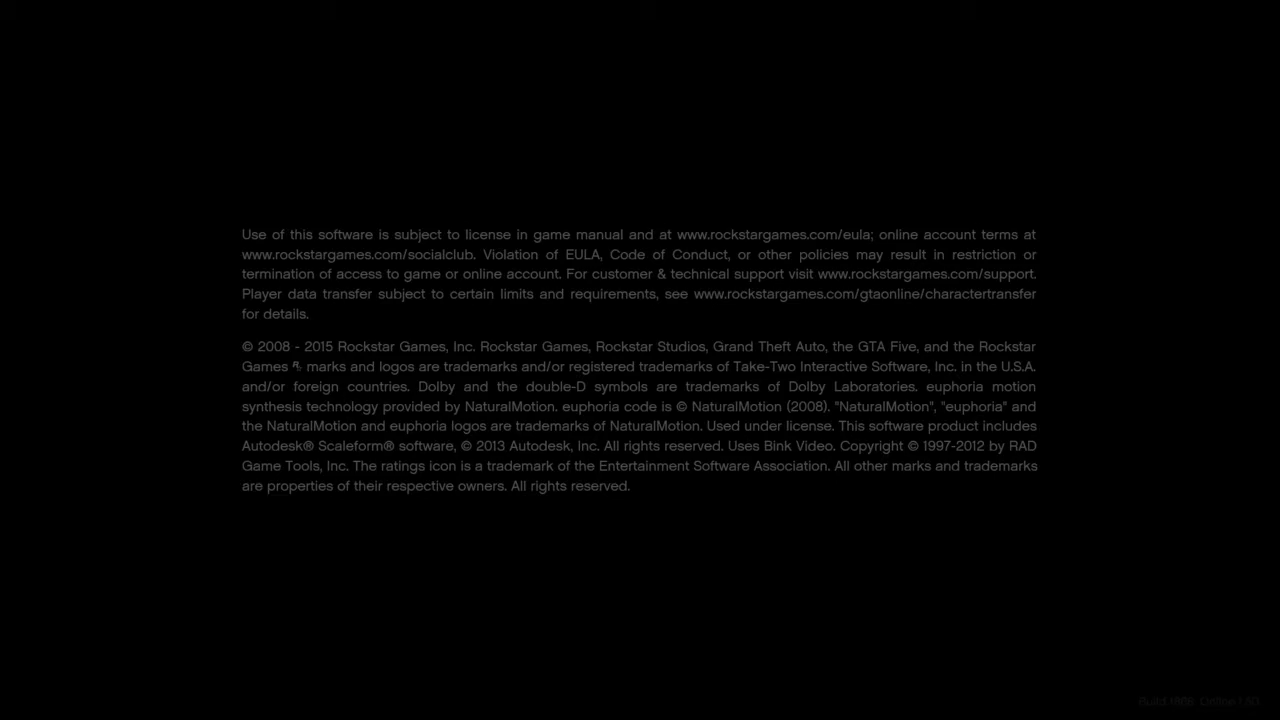 Use of this software is subject to license in game manual and at www.rockstargames.com/eula; online account terms at
www.rockstargames.com/socialclub. Violation of EULA, Code of Conduct, or other policies may result in restriction or
termination of access to game or online account. For customer & technical support visit www.rockstargames.com/support.
Player data transfer subject to certain limits and requirements, see www.rockstargames.com/gtaonline/charactertransfer
for details.
© 2008 - 2015 Rockstar Games, Inc. Rockstar Games, Rockstar Studios, Grand Theft Auto, the GTA Five, and the Rockstar
Games R* marks and logos are trademarks and/or registered trademarks of Take-Two Interactive Software, Inc. in the U.S.A.
and/or foreign countries. Dolby and the double-D symbols are trademarks of Dolby Laboratories. euphoria motion
synthesis technology provided by NaturalMotion. euphoria code is © NaturalMotion (2008). "NaturalMotion", "euphoria" and
the NaturalMotion and euphoria logos are trademarks of NaturalMotion. Used under license. This software product includes
Autodesk® Scaleform® software, © 2013 Autodesk, Inc. All rights reserved. Uses Bink Video. Copyright © 1997-2012 by RAD
Game Tools, Inc. The ratings icon is a trademark of the Entertainment Software Association. All other marks and trademarks
are properties of their respective owners. All rights reserved.
Build Online